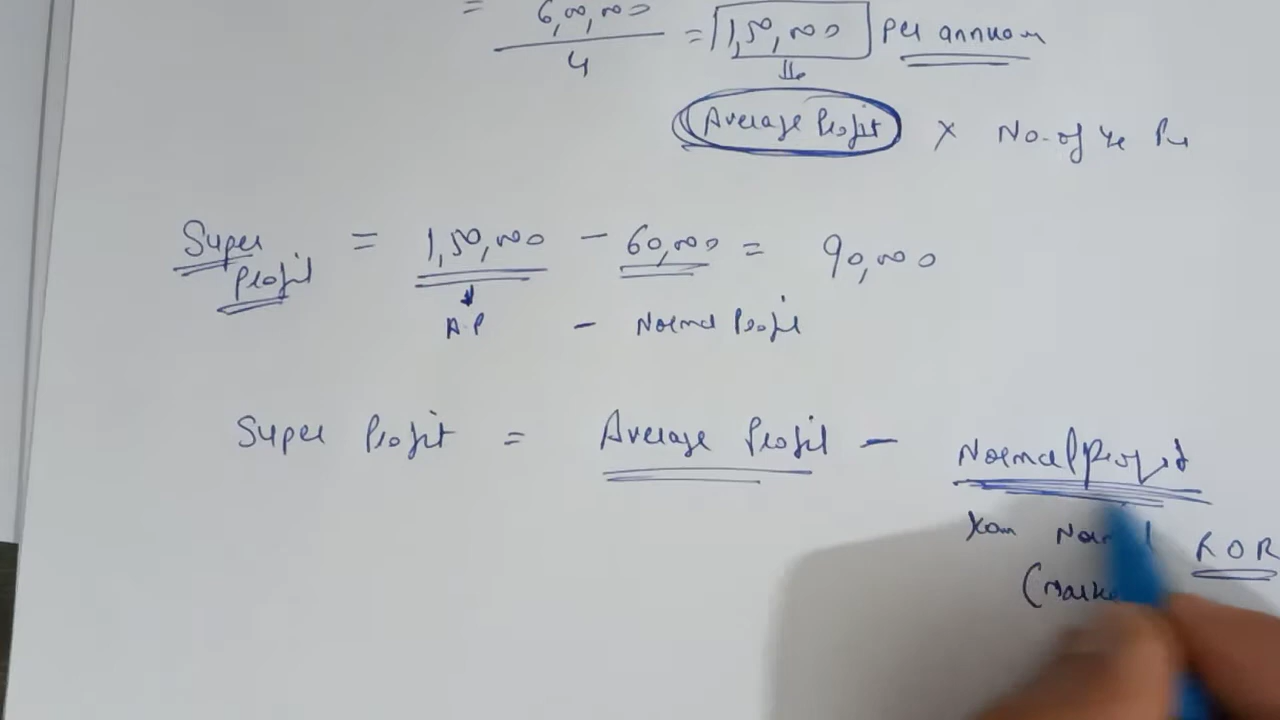 = 6,00,000 / 4 = 1,50,000 Per annum
Average Profit × No. of
Super Profit = 1,50,000 - 60,000 = 90,000
A.P - Normal Profit
Super Profit = Average Profit - Normal Profit
ROR